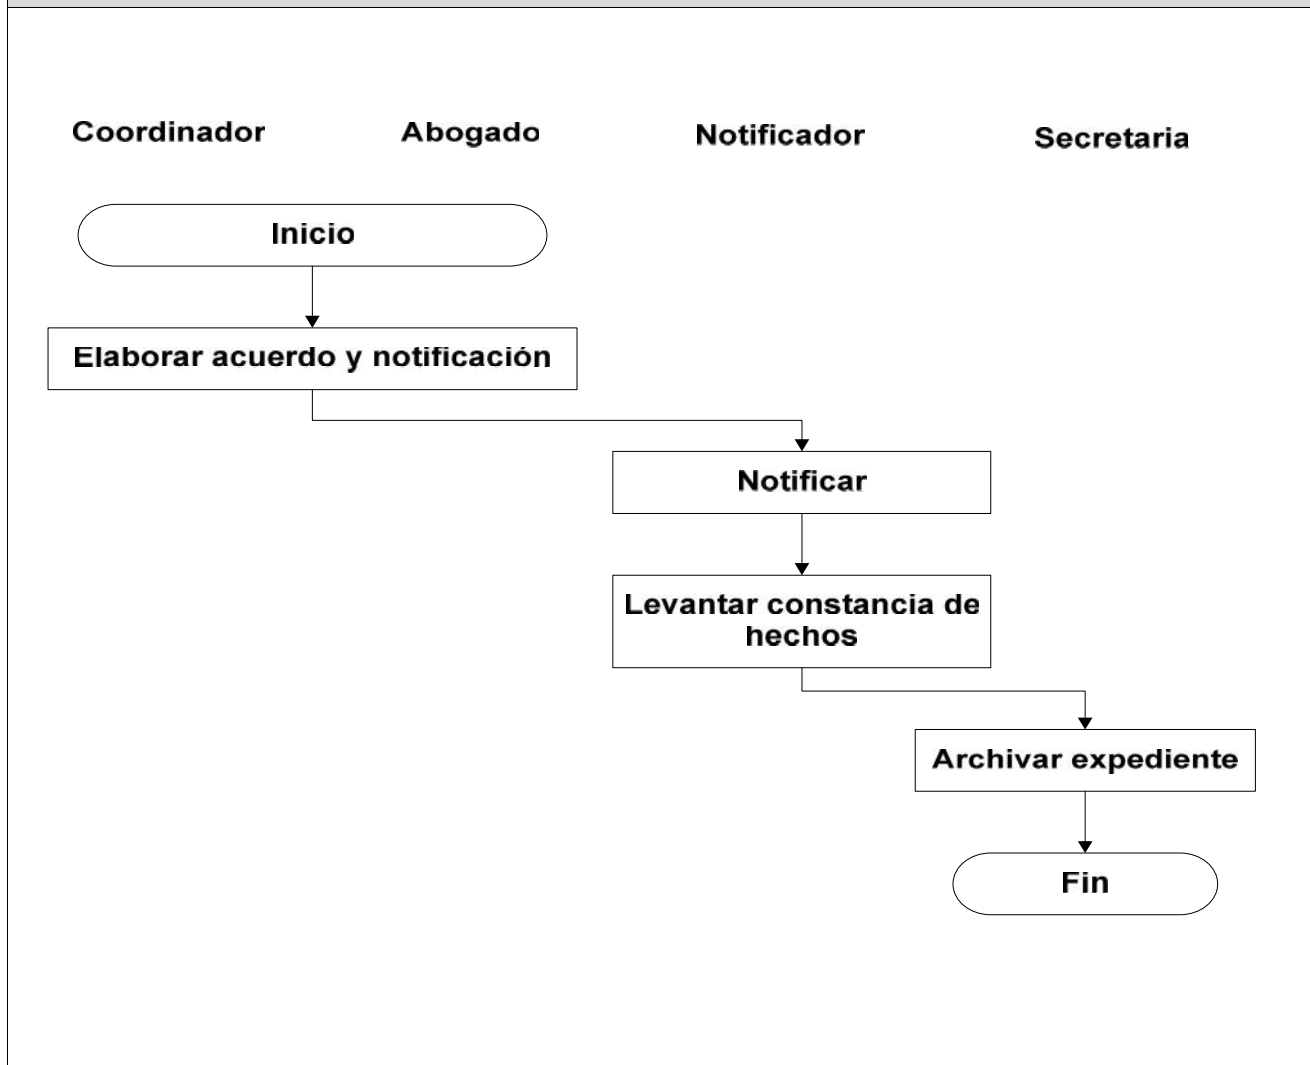 Coordinador
Abogado
Notificador
Secretaria
Inicio
Elaborar acuerdo y notificación
Notificar
Levantar constancia de
hechos
Archivar expediente
Fin